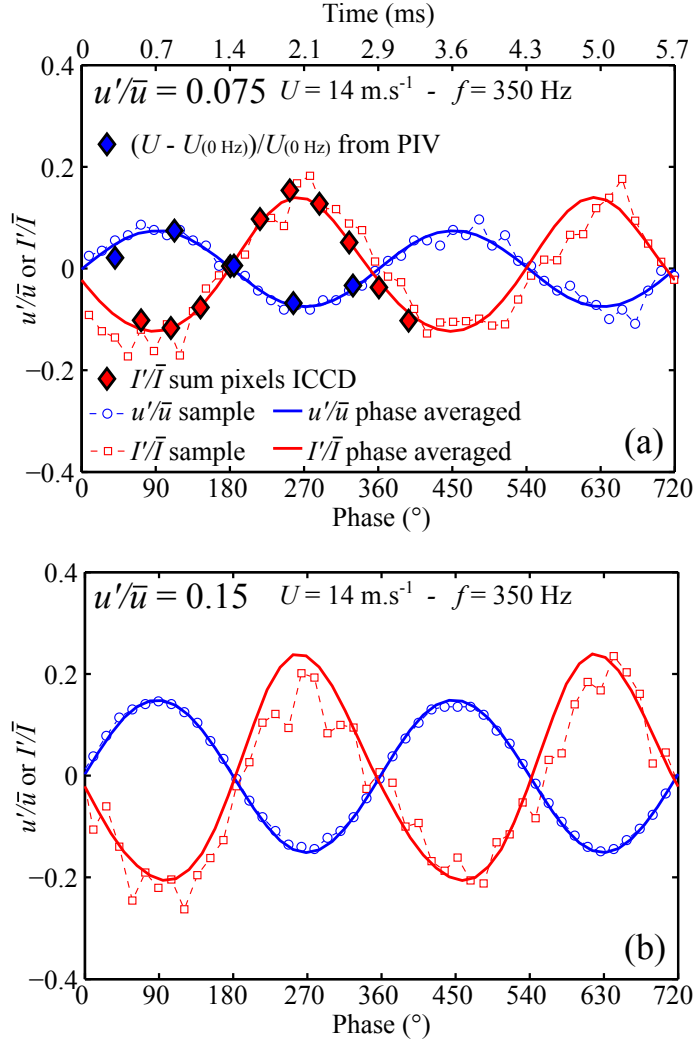 Time (ms)
0 0.7 1.4 2.1 2.9 3.6 4.3 5.0 5.7
0.4
u'/ū = 0.075 U = 14 m.s⁻¹ - f = 350 Hz
(U - U(0 Hz))/U(0 Hz) from PIV
0.2
0
u'/ū or I'/Ī
−0.2
I'/Ī sum pixels ICCD
u'/ū sample u'/ū phase averaged
I'/Ī sample I'/Ī phase averaged
(a)
−0.4
0 90 180 270 360 450 540 630 720
Phase (°)
0.4
u'/ū = 0.15 U = 14 m.s⁻¹ - f = 350 Hz
0.2
0
u'/ū or I'/Ī
−0.2
(b)
−0.4
0 90 180 270 360 450 540 630 720
Phase (°)